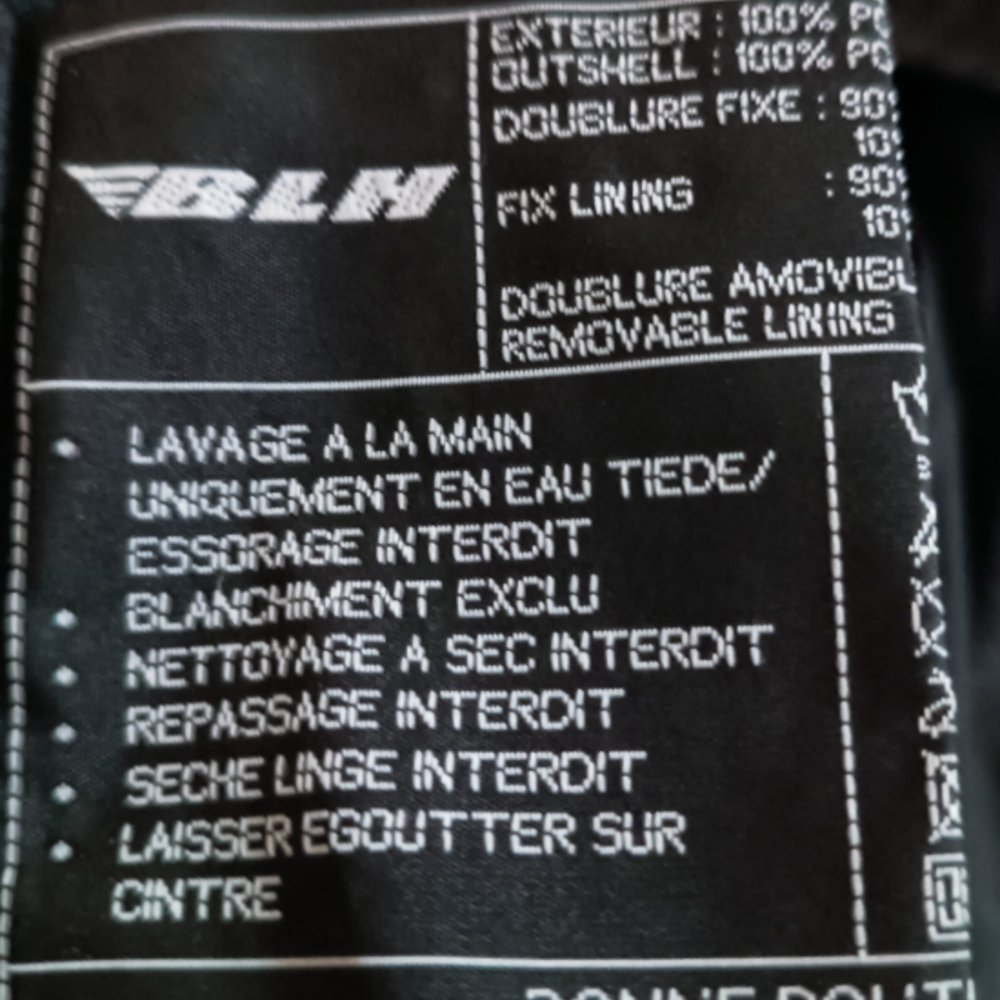 BLH
EXTERIEUR : 100%
OUTSHELL : 100%
DOUBLURE FIXE : 90%
10%
FIX LINING : 90%
10%
DOUBLURE
REMOVABLE LINING
• LAVAGE A LA MAIN
UNIQUEMENT EN EAU TIEDE/
ESSORAGE INTERDIT
• BLANCHIMENT EXCLU
• NETTOYAGE A SEC INTERDIT
• REPASSAGE INTERDIT
• SECHE LINGE INTERDIT
• LAISSER EGOUTTER SUR
CINTRE